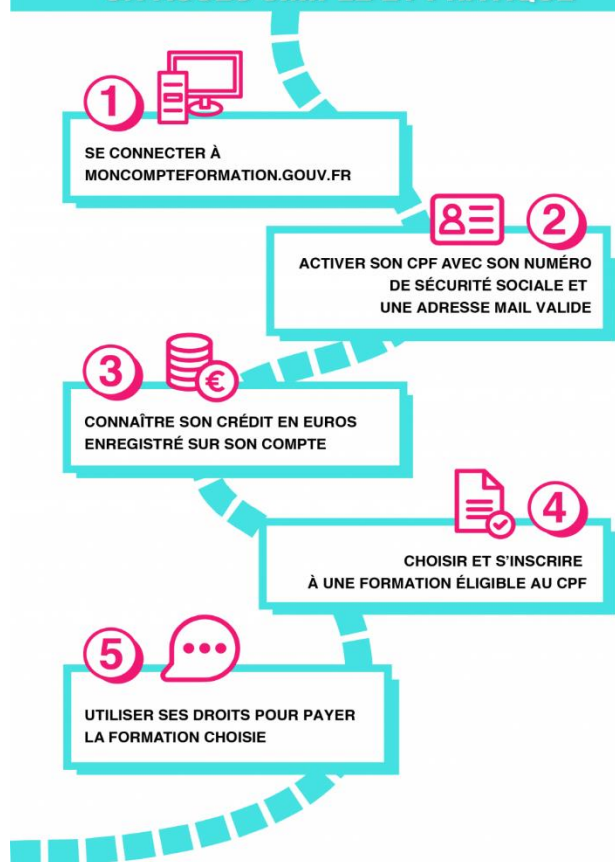 1
SE CONNECTER À
MONCOMPTEFORMATION.GOUV.FR
2
ACTIVER SON CPF AVEC SON NUMÉRO
DE SÉCURITÉ SOCIALE ET
UNE ADRESSE MAIL VALIDE
3
€
CONNAÎTRE SON CRÉDIT EN EUROS
ENREGISTRÉ SUR SON COMPTE
4
CHOISIR ET S’INSCRIRE
À UNE FORMATION ÉLIGIBLE AU CPF
5
UTILISER SES DROITS POUR PAYER
LA FORMATION CHOISIE